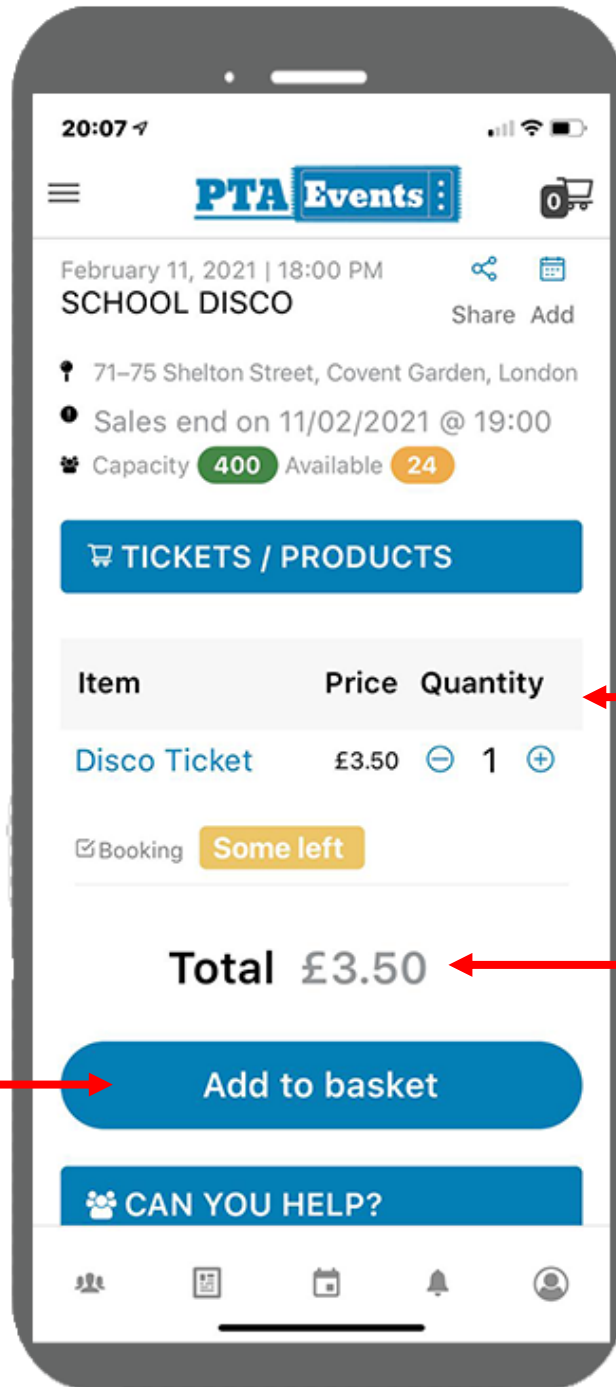 20:07
PTA Events
0
February 11, 2021 | 18:00 PM
SCHOOL DISCO
Share Add
71–75 Shelton Street, Covent Garden, London
Sales end on 11/02/2021 @ 19:00
Capacity 400 Available 24
TICKETS / PRODUCTS
Item Price Quantity
Disco Ticket £3.50 1
Booking Some left
Total £3.50
Add to basket
CAN YOU HELP?